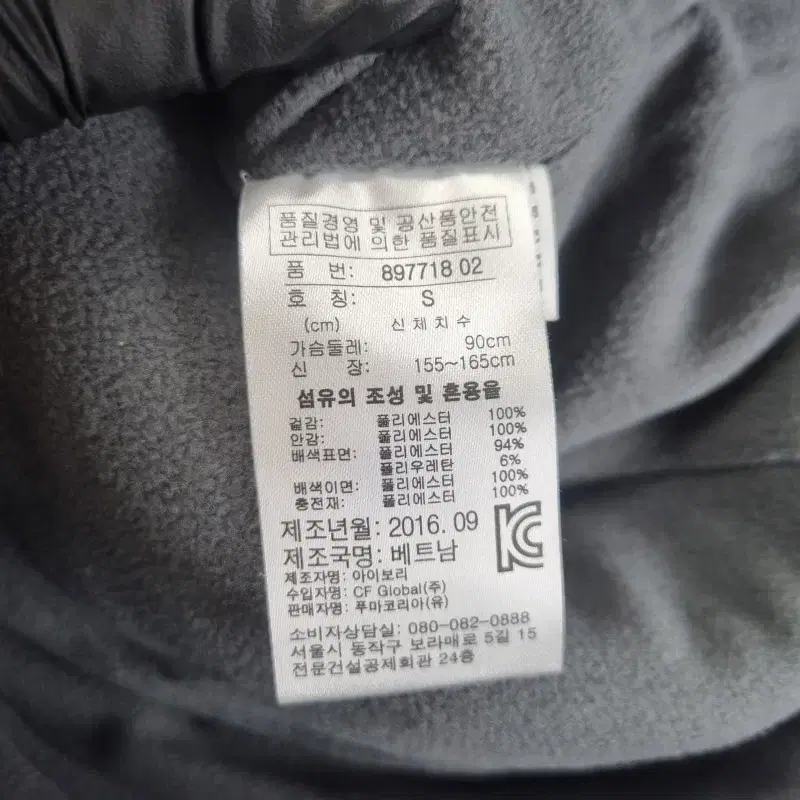 품질경영 및 공산품안전
관리법에 의한 품질표시
품 번: 897718 02
호 칭: S
(cm) 신체치수
가슴둘레: 90cm
신 장: 155~165cm
섬유의 조성 및 혼용율
겉감: 폴리에스터 100%
안감: 폴리에스터 100%
배색표면: 폴리에스터 94%
폴리우레탄 6%
배색이면: 폴리에스터 100%
충전재: 폴리에스터 100%
제조년월: 2016. 09
제조국명: 베트남
제조자명: 아이보리
수입자명: CF Global(주)
판매자명: 푸마코리아(유)
소비자상담실: 080-082-0888
서울시 동작구 보라매로 5길 15
전문건설공제회관 24층